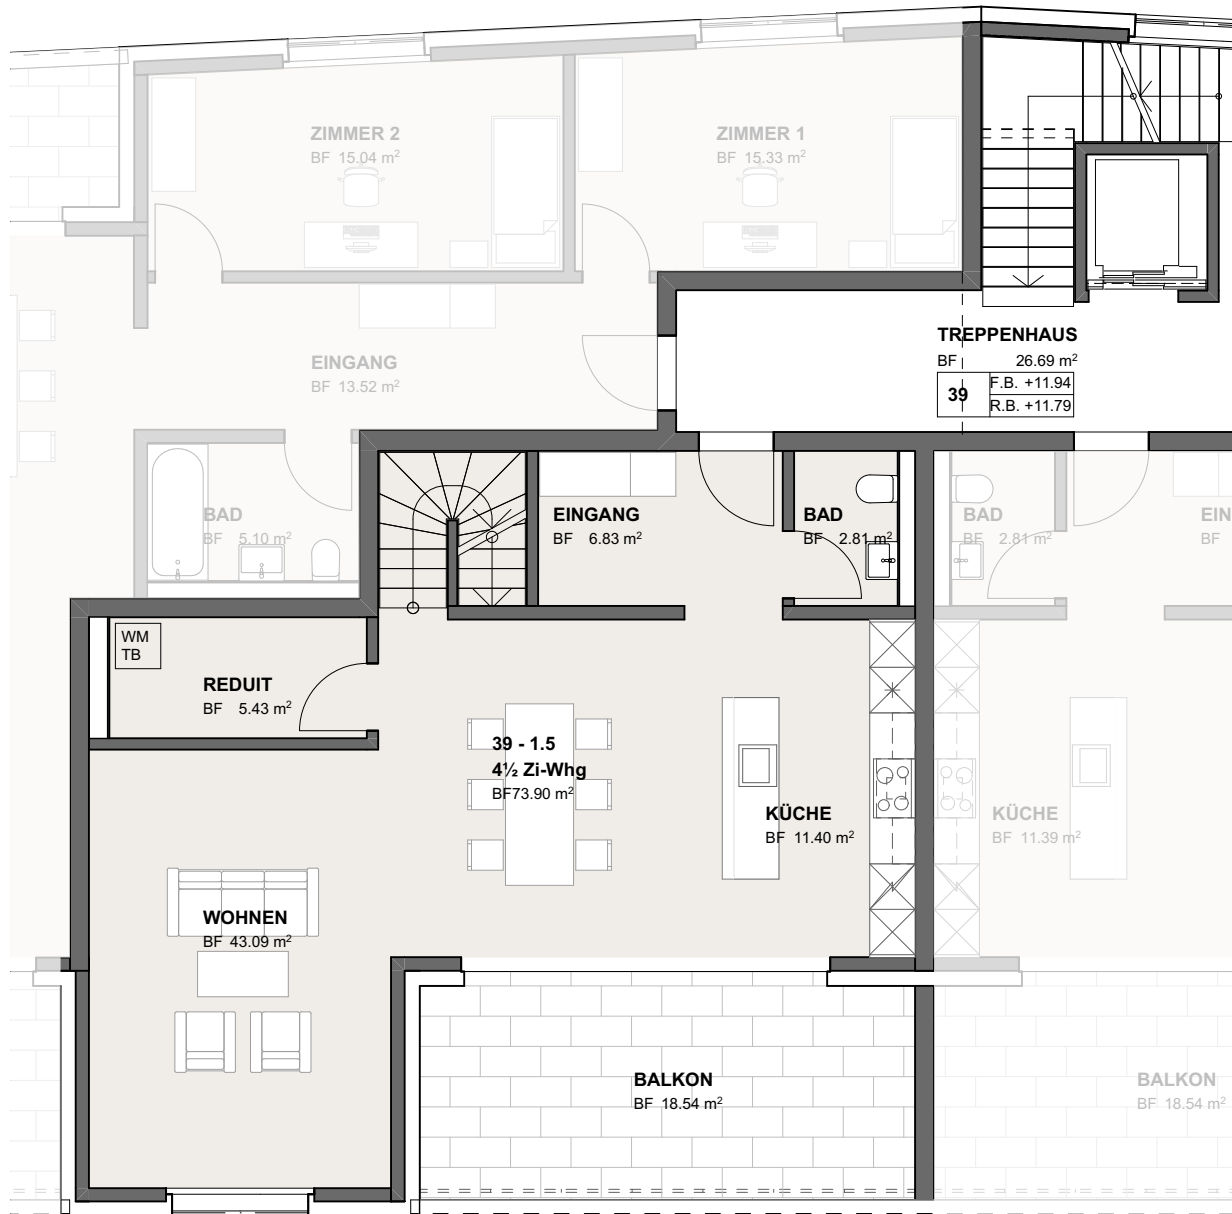 ZIMMER 2
BF 15.04 m²
ZIMMER 1
BF 15.33 m²
TREPPENHAUS
BF 26.69 m²
39
F.B. +11.94
R.B. +11.79
EINGANG
BF 13.52 m²
BAD
BF 5.10 m²
EINGANG
BF 6.83 m²
BAD
BF 2.81 m²
BAD
BF 2.81 m²
EIN
BF
WM
TB
REDUIT
BF 5.43 m²
39 - 1.5
4½ Zi-Whg
BF73.90 m²
KÜCHE
BF 11.40 m²
KÜCHE
BF 11.39 m²
WOHNEN
BF 43.09 m²
BALKON
BF 18.54 m²
BALKON
BF 18.54 m²